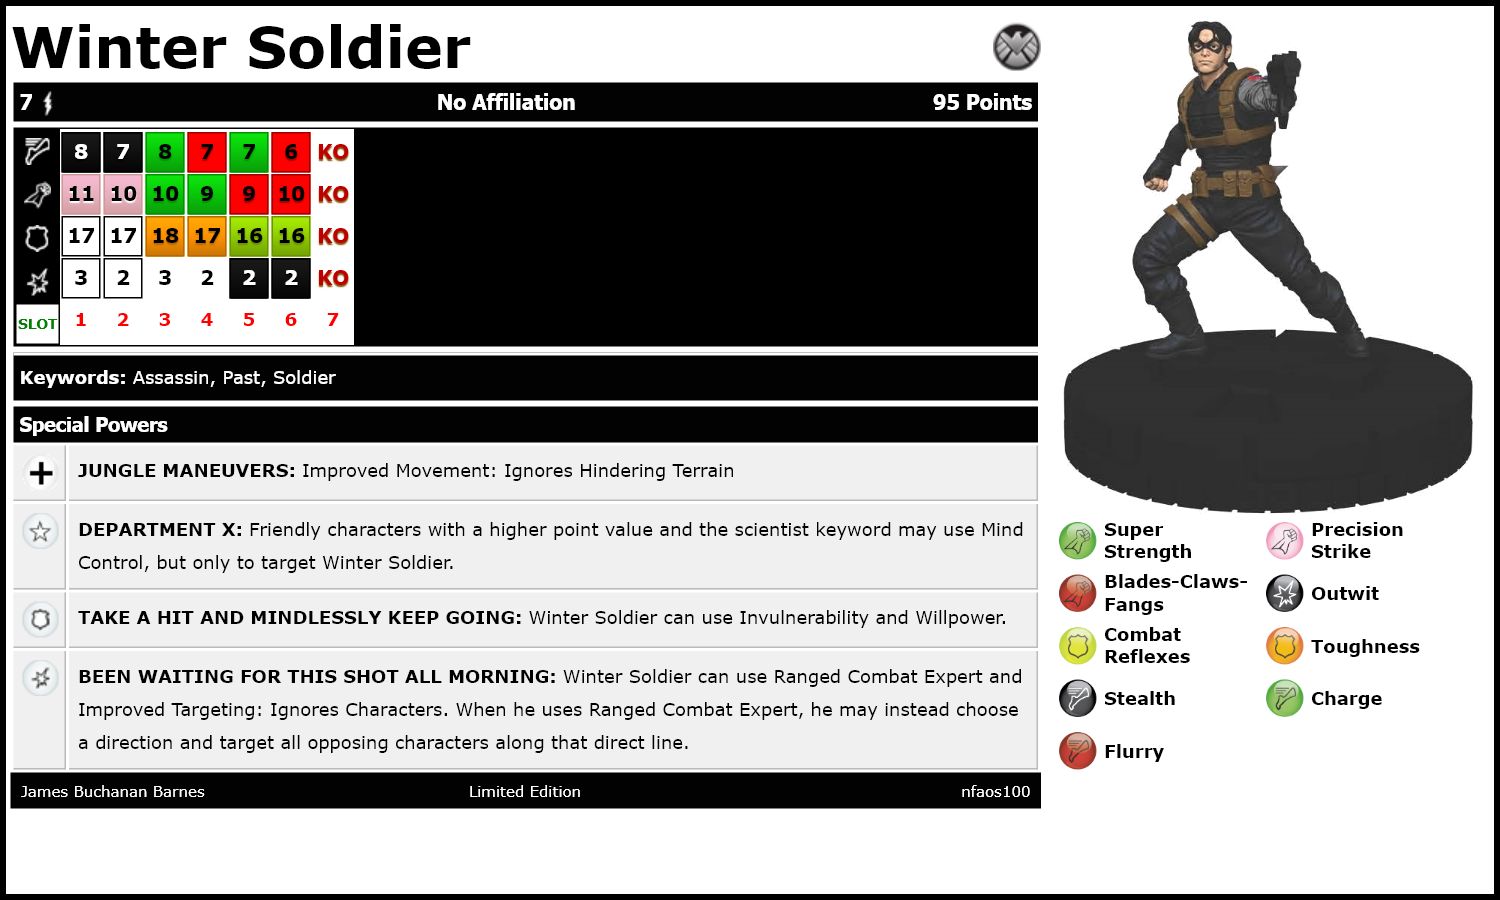 Winter Soldier
7 No Affiliation 95 Points
8 7 8 7 7 6 KO
11 10 10 9 9 10 KO
17 17 18 17 16 16 KO
3 2 3 2 2 2 KO
SLOT 1 2 3 4 5 6 7
Keywords: Assassin, Past, Soldier
Special Powers
JUNGLE MANEUVERS: Improved Movement: Ignores Hindering Terrain
DEPARTMENT X: Friendly characters with a higher point value and the scientist keyword may use Mind
Control, but only to target Winter Soldier.
TAKE A HIT AND MINDLESSLY KEEP GOING: Winter Soldier can use Invulnerability and Willpower.
BEEN WAITING FOR THIS SHOT ALL MORNING: Winter Soldier can use Ranged Combat Expert and
Improved Targeting: Ignores Characters. When he uses Ranged Combat Expert, he may instead choose
a direction and target all opposing characters along that direct line.
James Buchanan Barnes Limited Edition nfaos100
Super
Strength
Precision
Strike
Blades-Claws-
Fangs
Outwit
Combat
Reflexes
Toughness
Stealth
Charge
Flurry